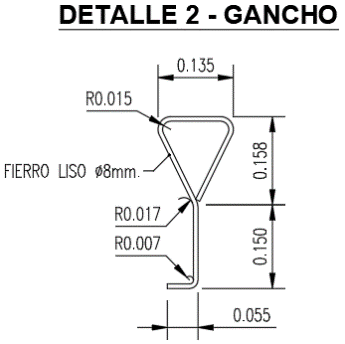 DETALLE 2 - GANCHO
0.135
R0.015
FIERRO LISO ø8mm.
0.158
R0.017
R0.007
0.150
0.055